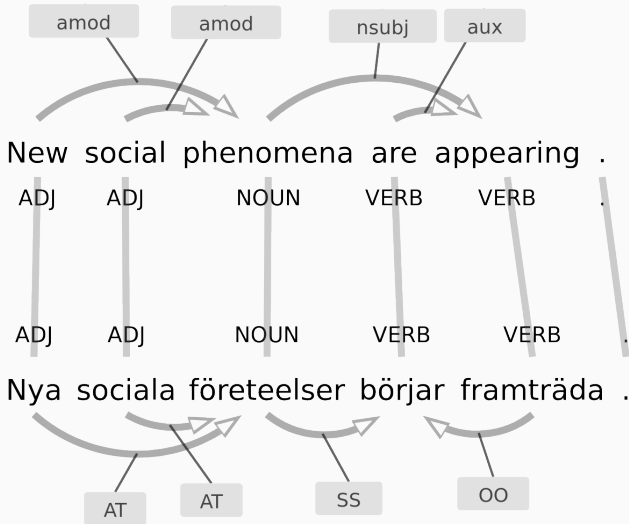 amod amod nsubj aux
New social phenomena are appearing .
ADJ ADJ NOUN VERB VERB .
ADJ ADJ NOUN VERB VERB .
Nya sociala företeelser börjar framträda .
AT AT SS OO